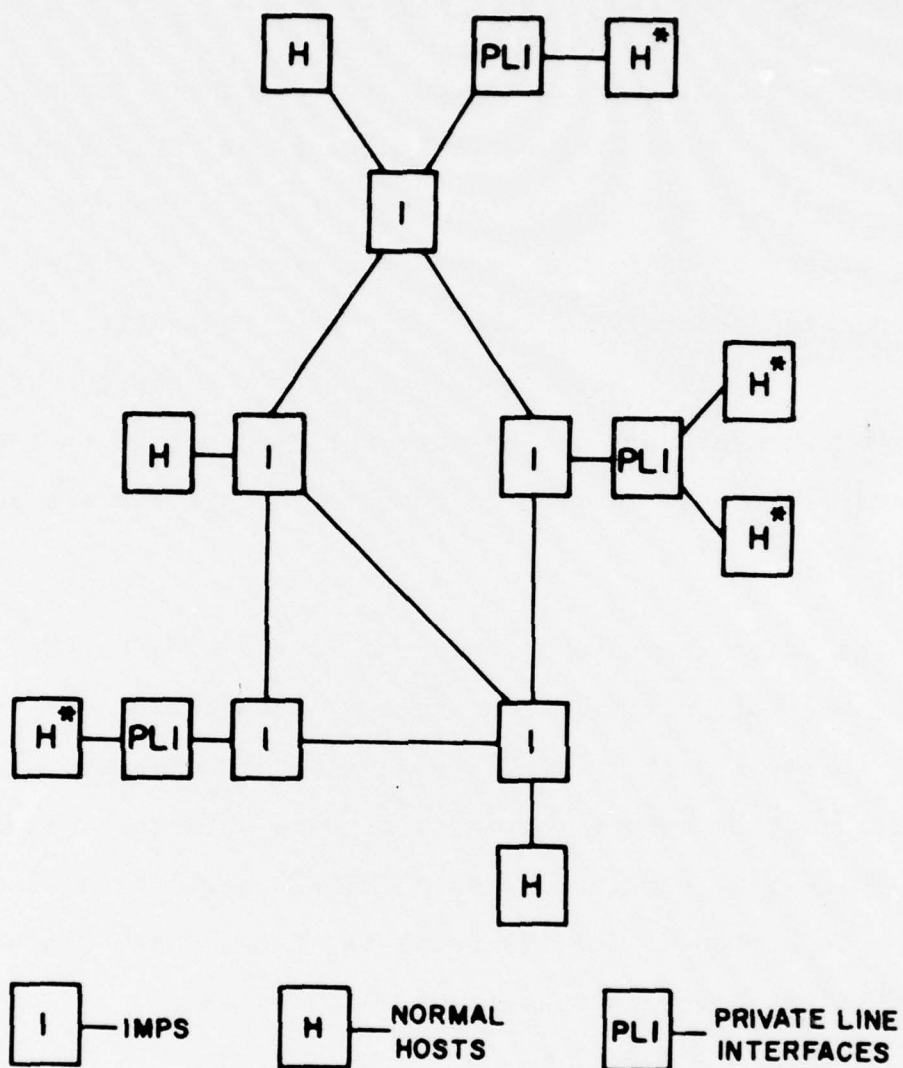 H
PLI
H*
I
H*
H
I
I
PLI
H*
H*
PLI
I
I
H
I
IMPS
H
NORMAL
HOSTS
PLI
PRIVATE LINE
INTERFACES